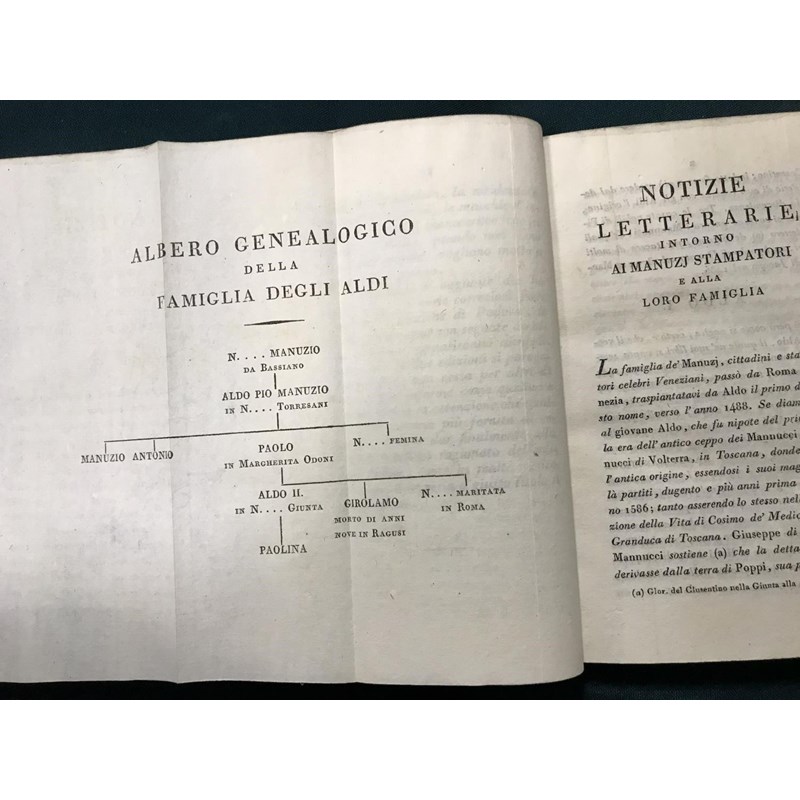 ALBERO GENEALOGICO
DELLA
FAMIGLIA DEGLI ALDI
N.... MANUZIO
DA BASSIANO
ALDO PIO MANUZIO
IN N.... TORRESANI
MANUZIO ANTONIO
PAOLO
IN MARGHERITA ODONI
N.... FEMINA
ALDO II.
IN N.... GIUNTA
GIROLAMO
MORTO DI ANNI
NOVE IN RAGUSI
N.... MARITATA
IN ROMA
PAOLINA
NOTIZIE
LETTERARIE
INTORNO
AI MANUZJ STAMPATORI
E ALLA
LORO FAMIGLIA
La famiglia de' Manuzj, cittadini e sta
tori celebri Veneziani, passò da Roma
nezia, traspiantatavi da Aldo il primo d
sto nome, verso l'anno 1488. Se diam
al giovane Aldo, che fu nipote del pri
la era dell'antico ceppo dei Mannucci
nucci di Volterra, in Toscana, donde
l'antica origine, essendosi i suoi mag
là partiti, dugento e più anni prima
no 1586; tanto asserendo lo stesso nel
zione della Vita di Cosimo de' Medic
Granduca di Toscana. Giuseppe di
Mannucci sostiene (a) che la detta
derivasse dalla terra di Poppi, sua p
(a) Glor. del Clusentino nella Giunta alla